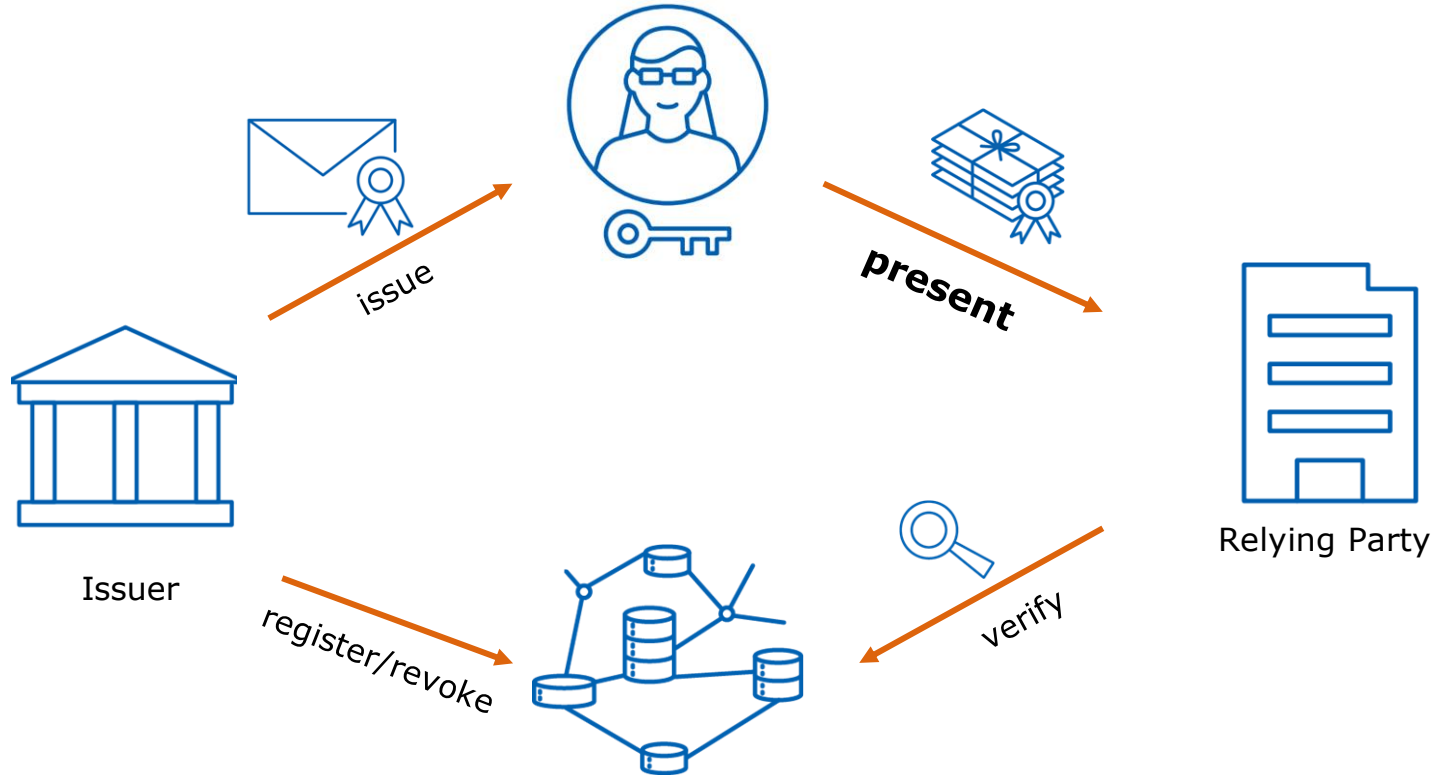 issue
present
Relying Party
Issuer
register/revoke
verify